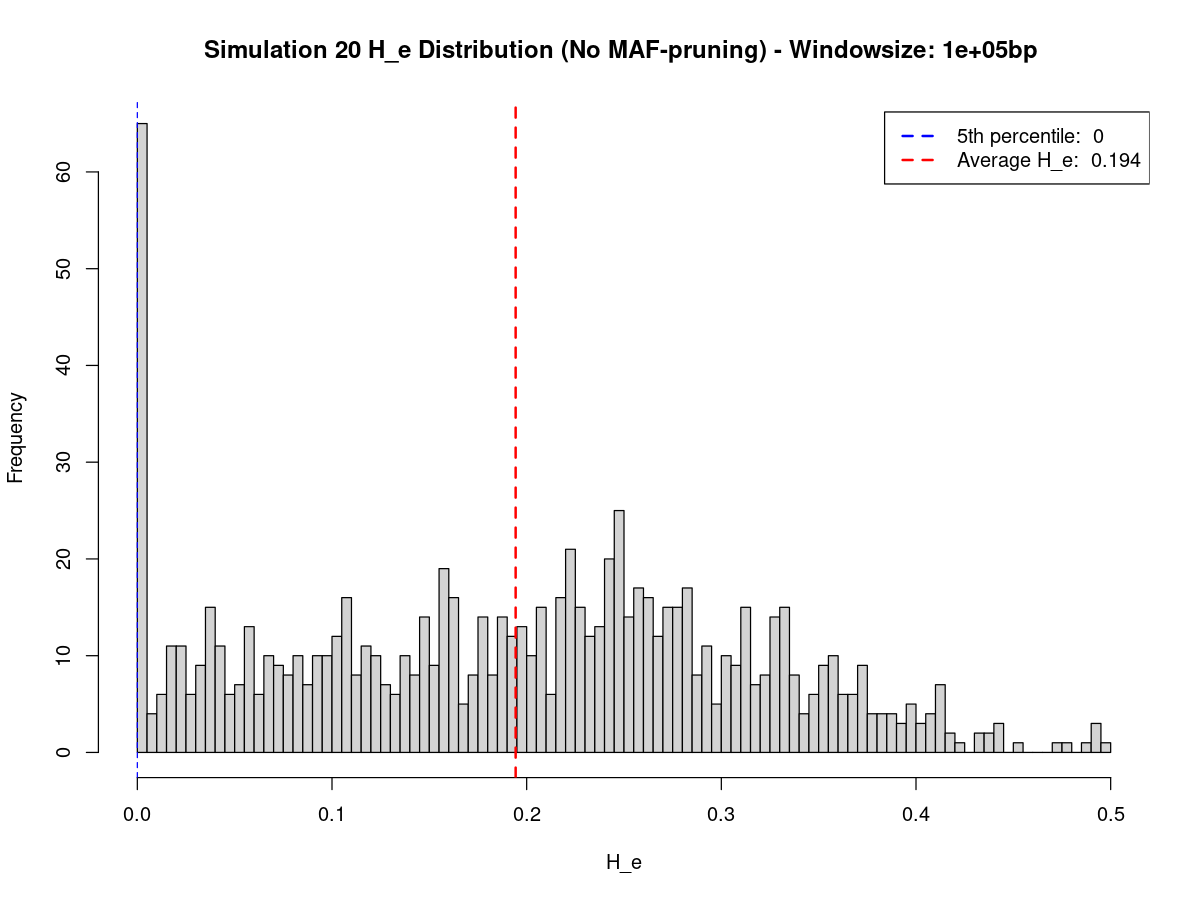 Simulation 20 H_e Distribution (No MAF-pruning) - Windowsize: 1e+05bp
5th percentile: 0
Average H_e: 0.194
Frequency
60
50
40
30
20
10
0
0.0 0.1 0.2 0.3 0.4 0.5
H_e